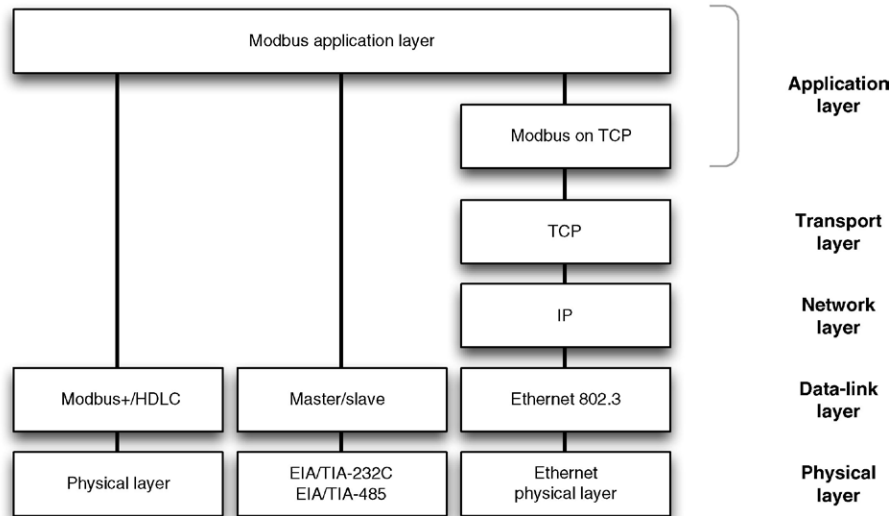 Modbus application layer
Application
layer
Modbus on TCP
TCP
Transport
layer
IP
Network
layer
Modbus+/HDLC
Master/slave
Ethernet 802.3
Data-link
layer
Physical layer
EIA/TIA-232C
EIA/TIA-485
Ethernet
physical layer
Physical
layer